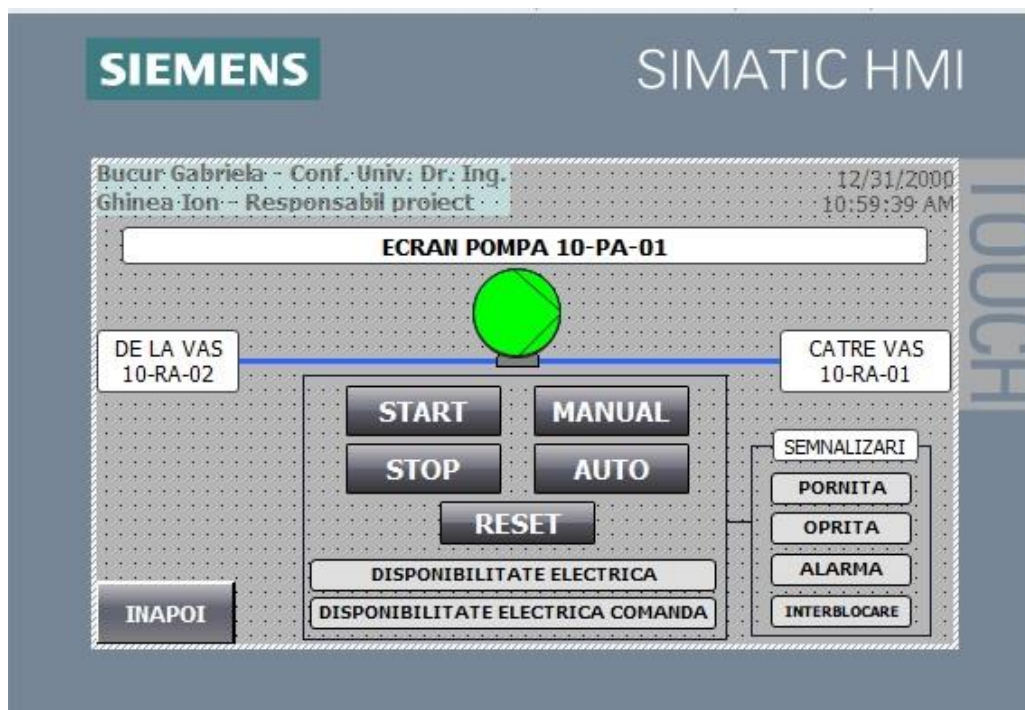 SIEMENS
SIMATIC HMI
Bucur Gabriela - Conf. Univ. Dr. Ing.
Ghinea Ion - Responsabil proiect
12/31/2000
10:59:39 AM
TOUCH
ECRAN POMPA 10-PA-01
DE LA VAS
10-RA-02
CATRE VAS
10-RA-01
START
MANUAL
STOP
AUTO
RESET
SEMNALIZARI
PORNITA
OPRITA
ALARMA
INTERBLOCARE
DISPONIBILITATE ELECTRICA
DISPONIBILITATE ELECTRICA COMANDA
INAPOI